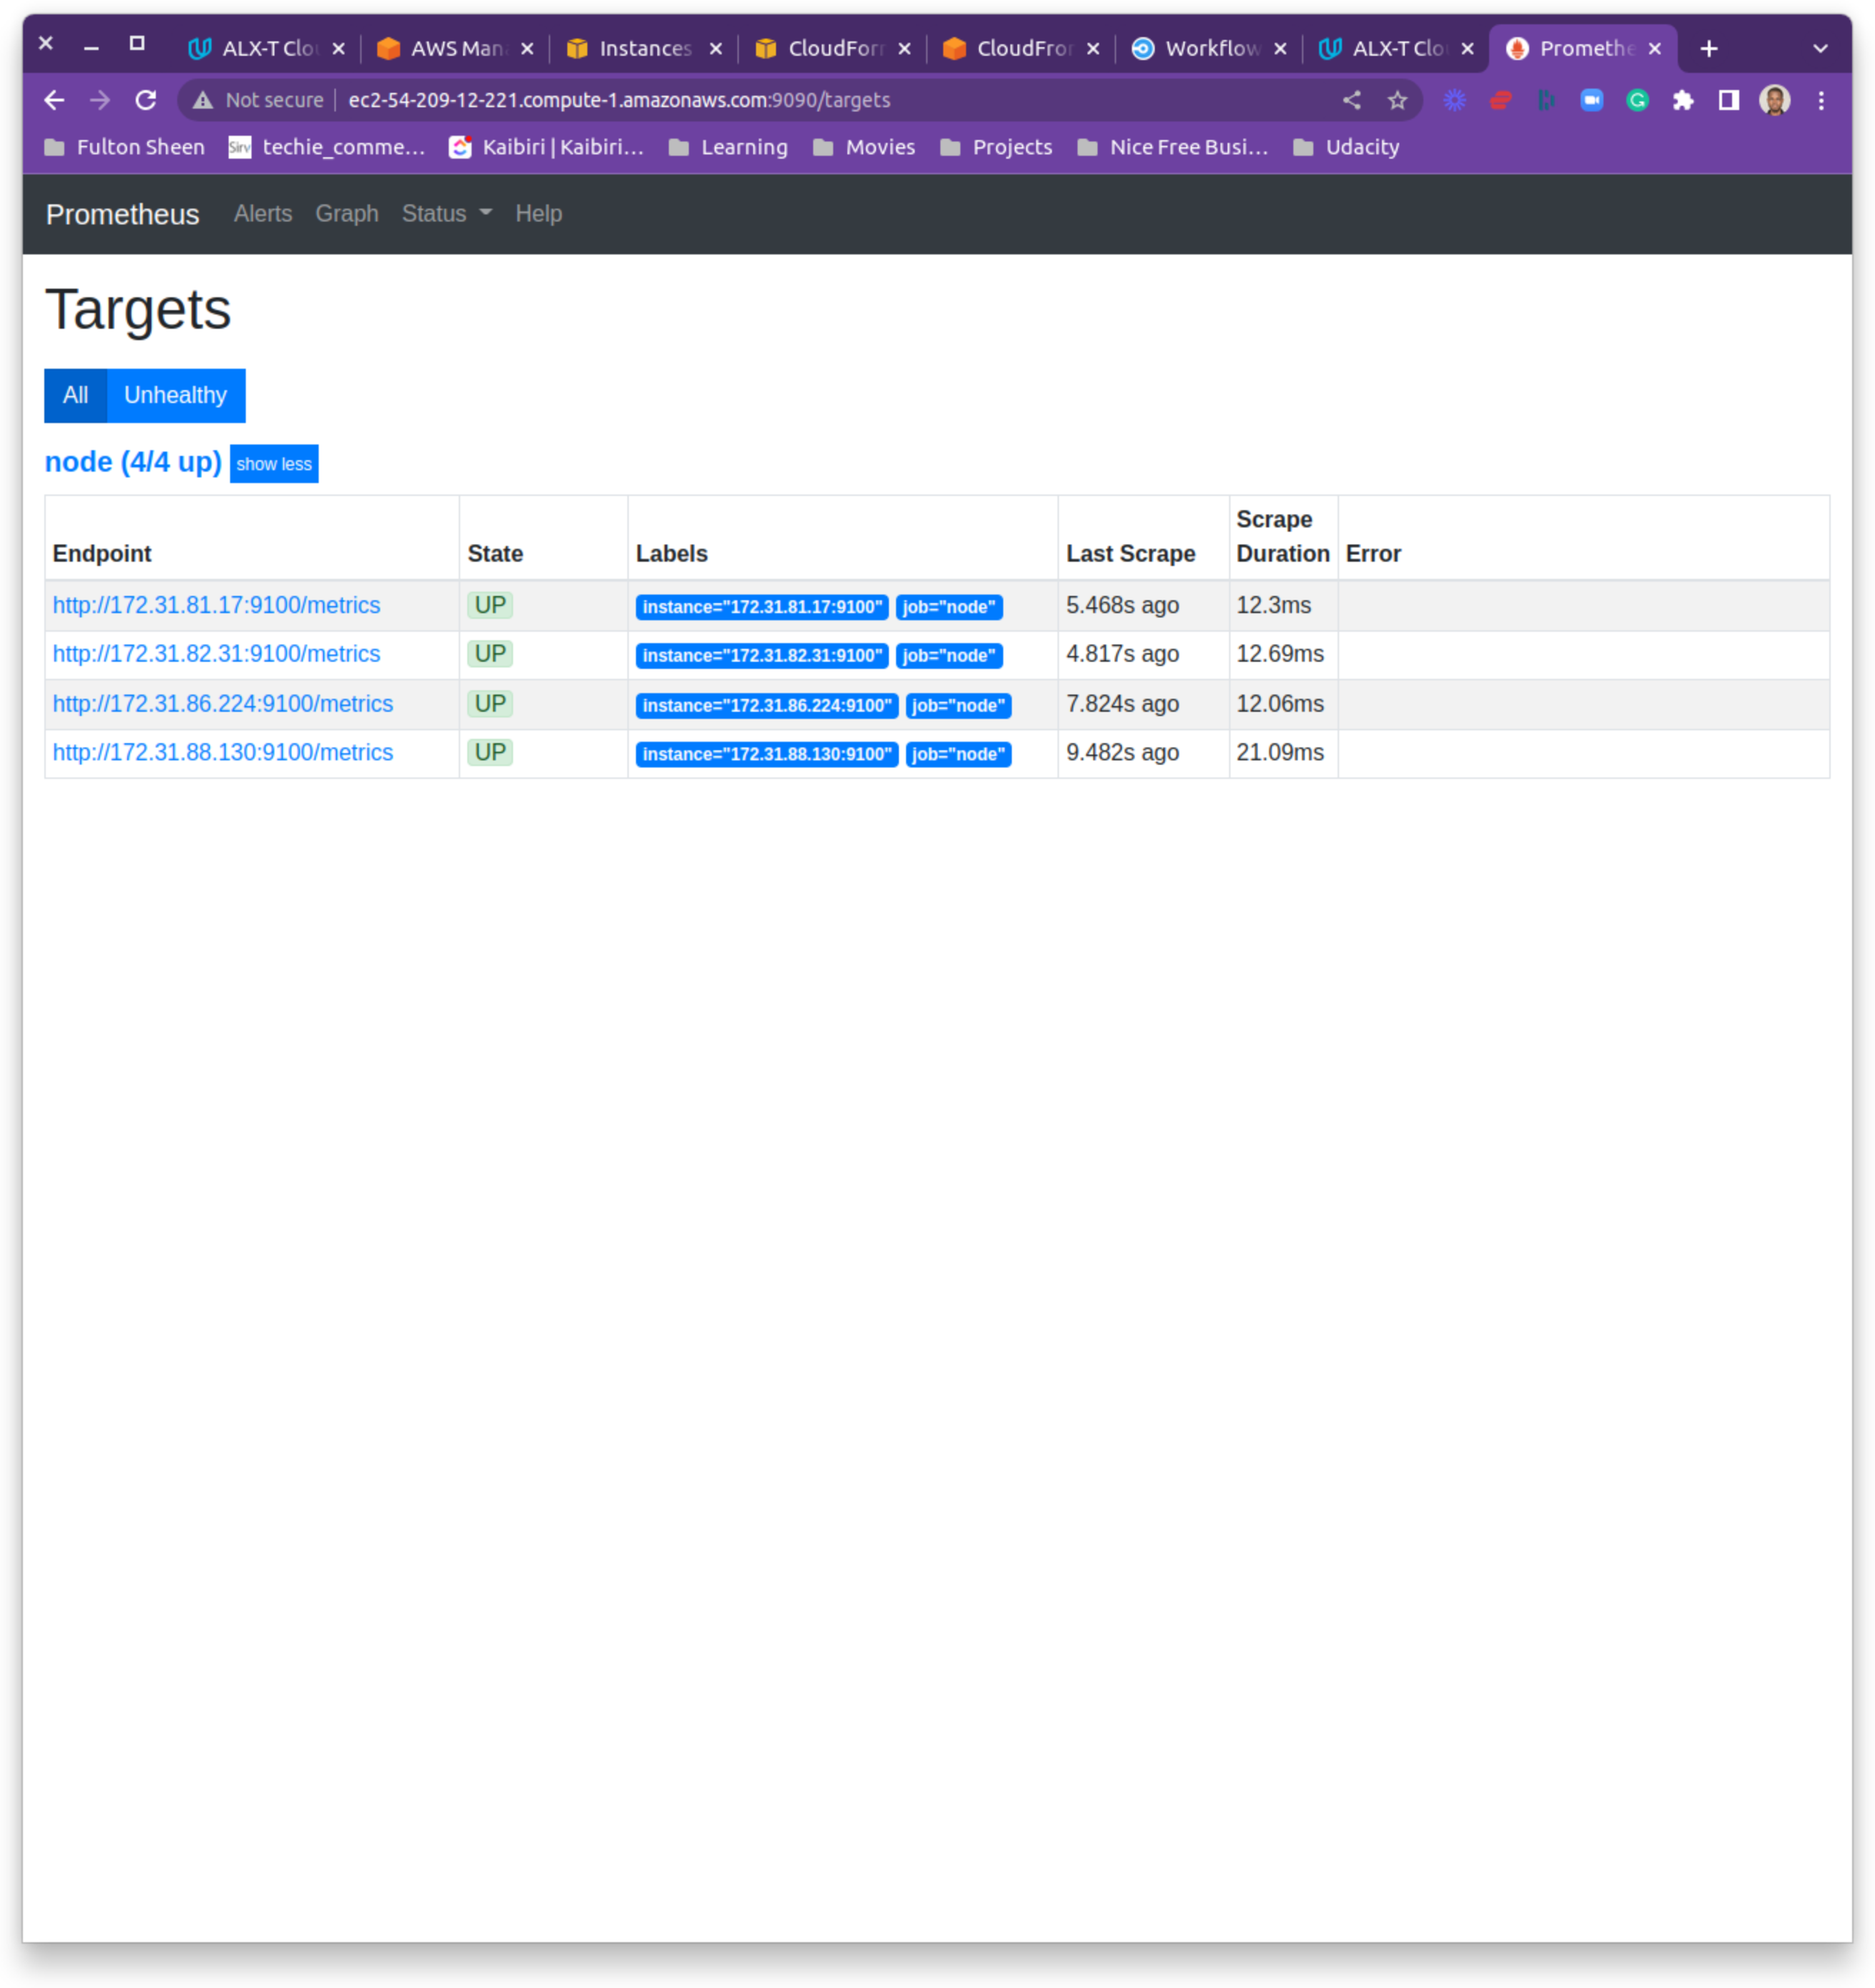 ALX-T Clo AWS Man Instances CloudFor CloudFro Workflow ALX-T Clo Promethe
Not secure ec2-54-209-12-221.compute-1.amazonaws.com:9090/targets
Fulton Sheen Sirv techie_comme... Kaibiri | Kaibiri... Learning Movies Projects Nice Free Busi... Udacity
Prometheus Alerts Graph Status Help
Targets
All Unhealthy
node (4/4 up) show less
Endpoint State Labels Last Scrape Scrape Duration Error
http://172.31.81.17:9100/metrics UP instance="172.31.81.17:9100" job="node" 5.468s ago 12.3ms
http://172.31.82.31:9100/metrics UP instance="172.31.82.31:9100" job="node" 4.817s ago 12.69ms
http://172.31.86.224:9100/metrics UP instance="172.31.86.224:9100" job="node" 7.824s ago 12.06ms
http://172.31.88.130:9100/metrics UP instance="172.31.88.130:9100" job="node" 9.482s ago 21.09ms